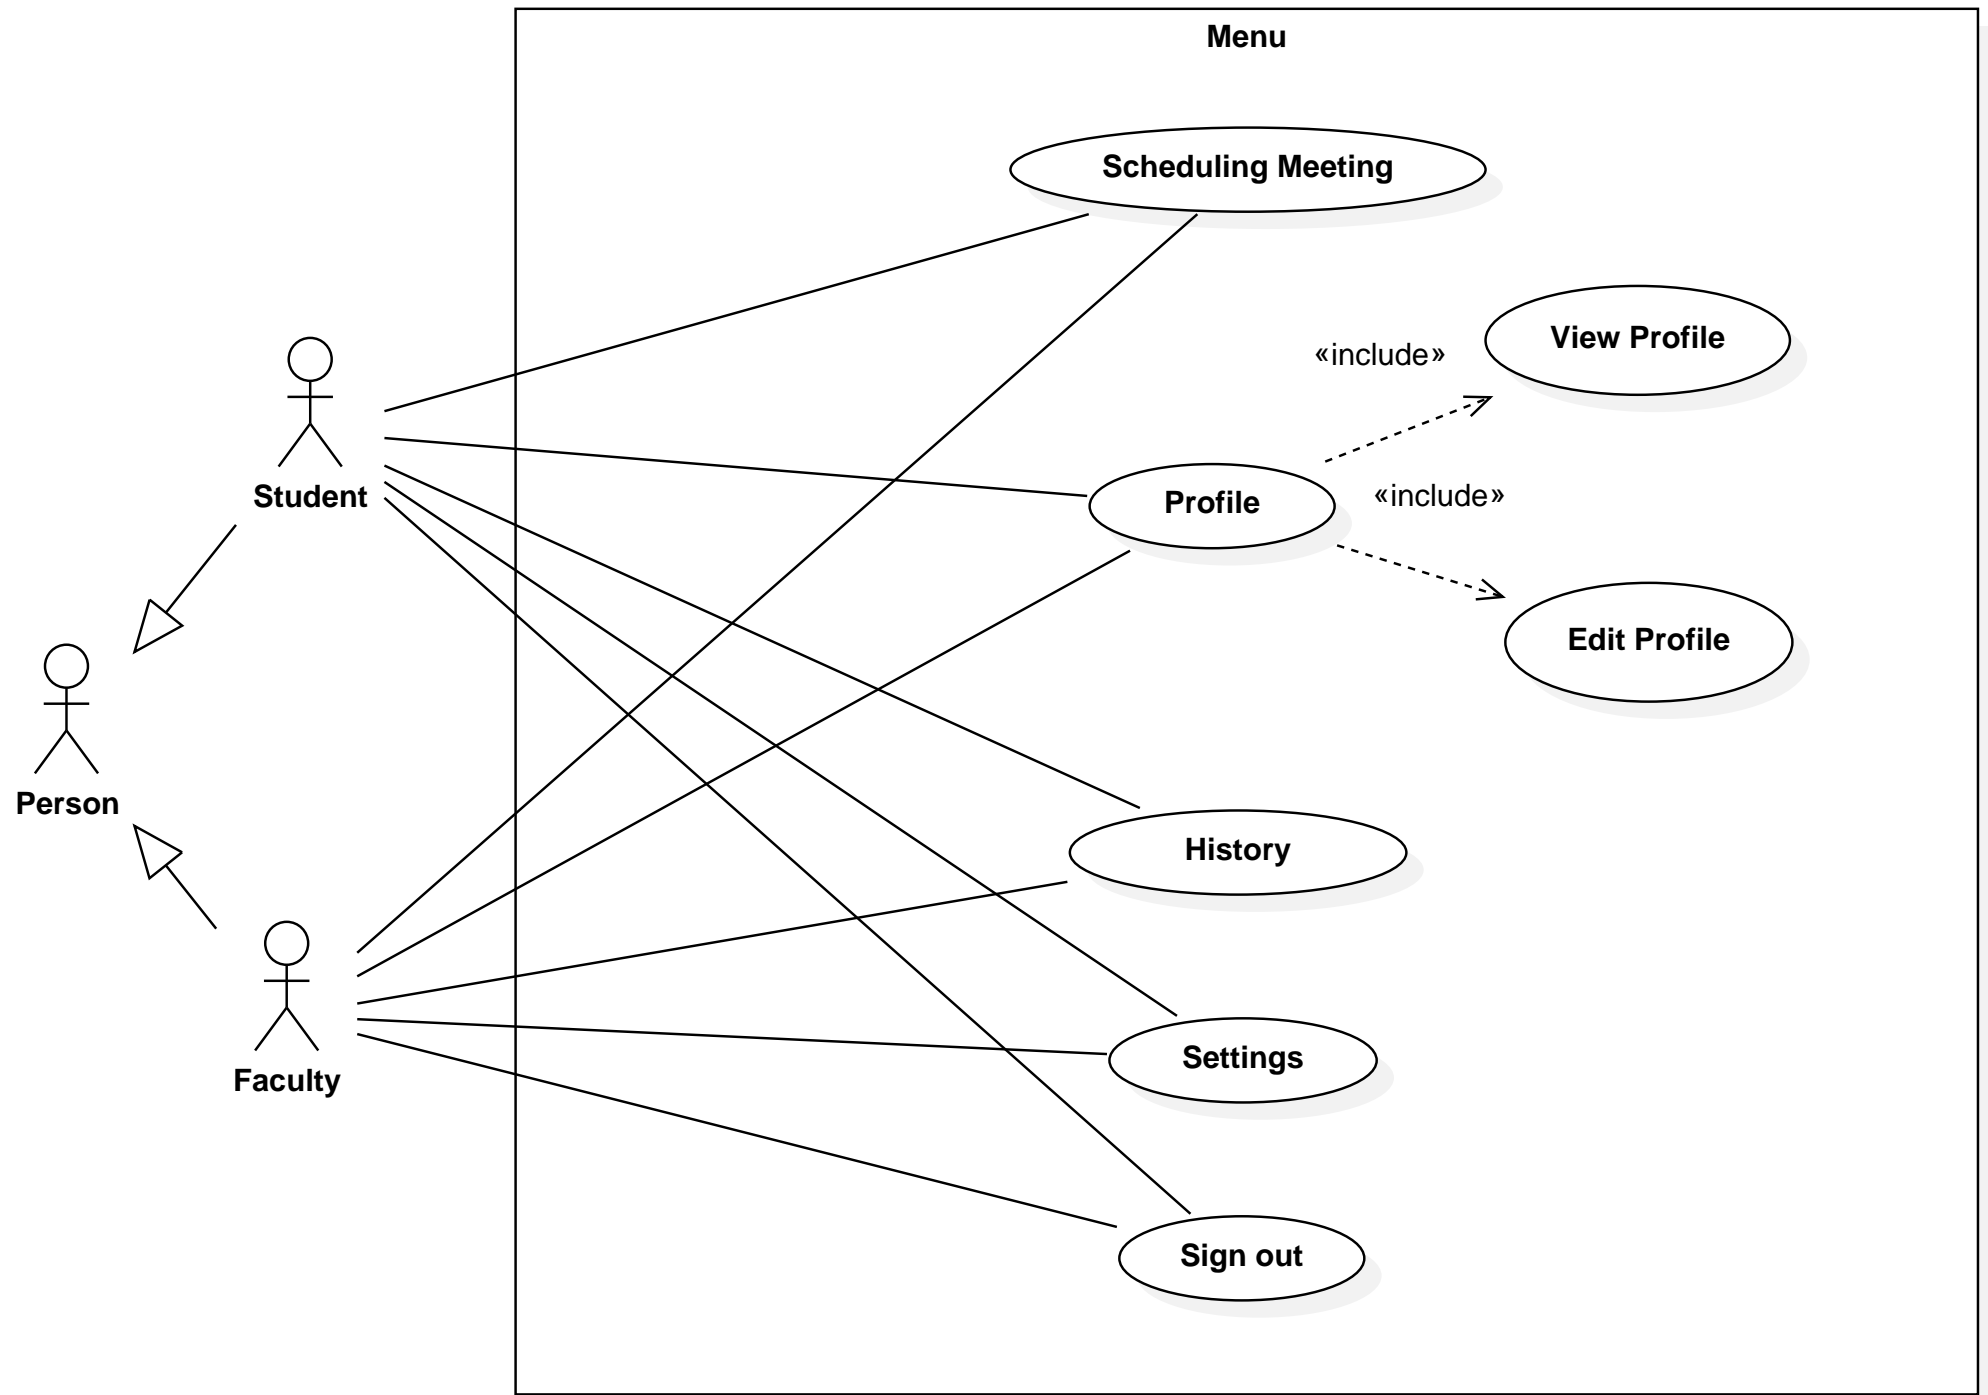 Menu
Scheduling Meeting
View Profile
«include»
Student
Profile
«include»
Edit Profile
Person
History
Settings
Faculty
Sign out